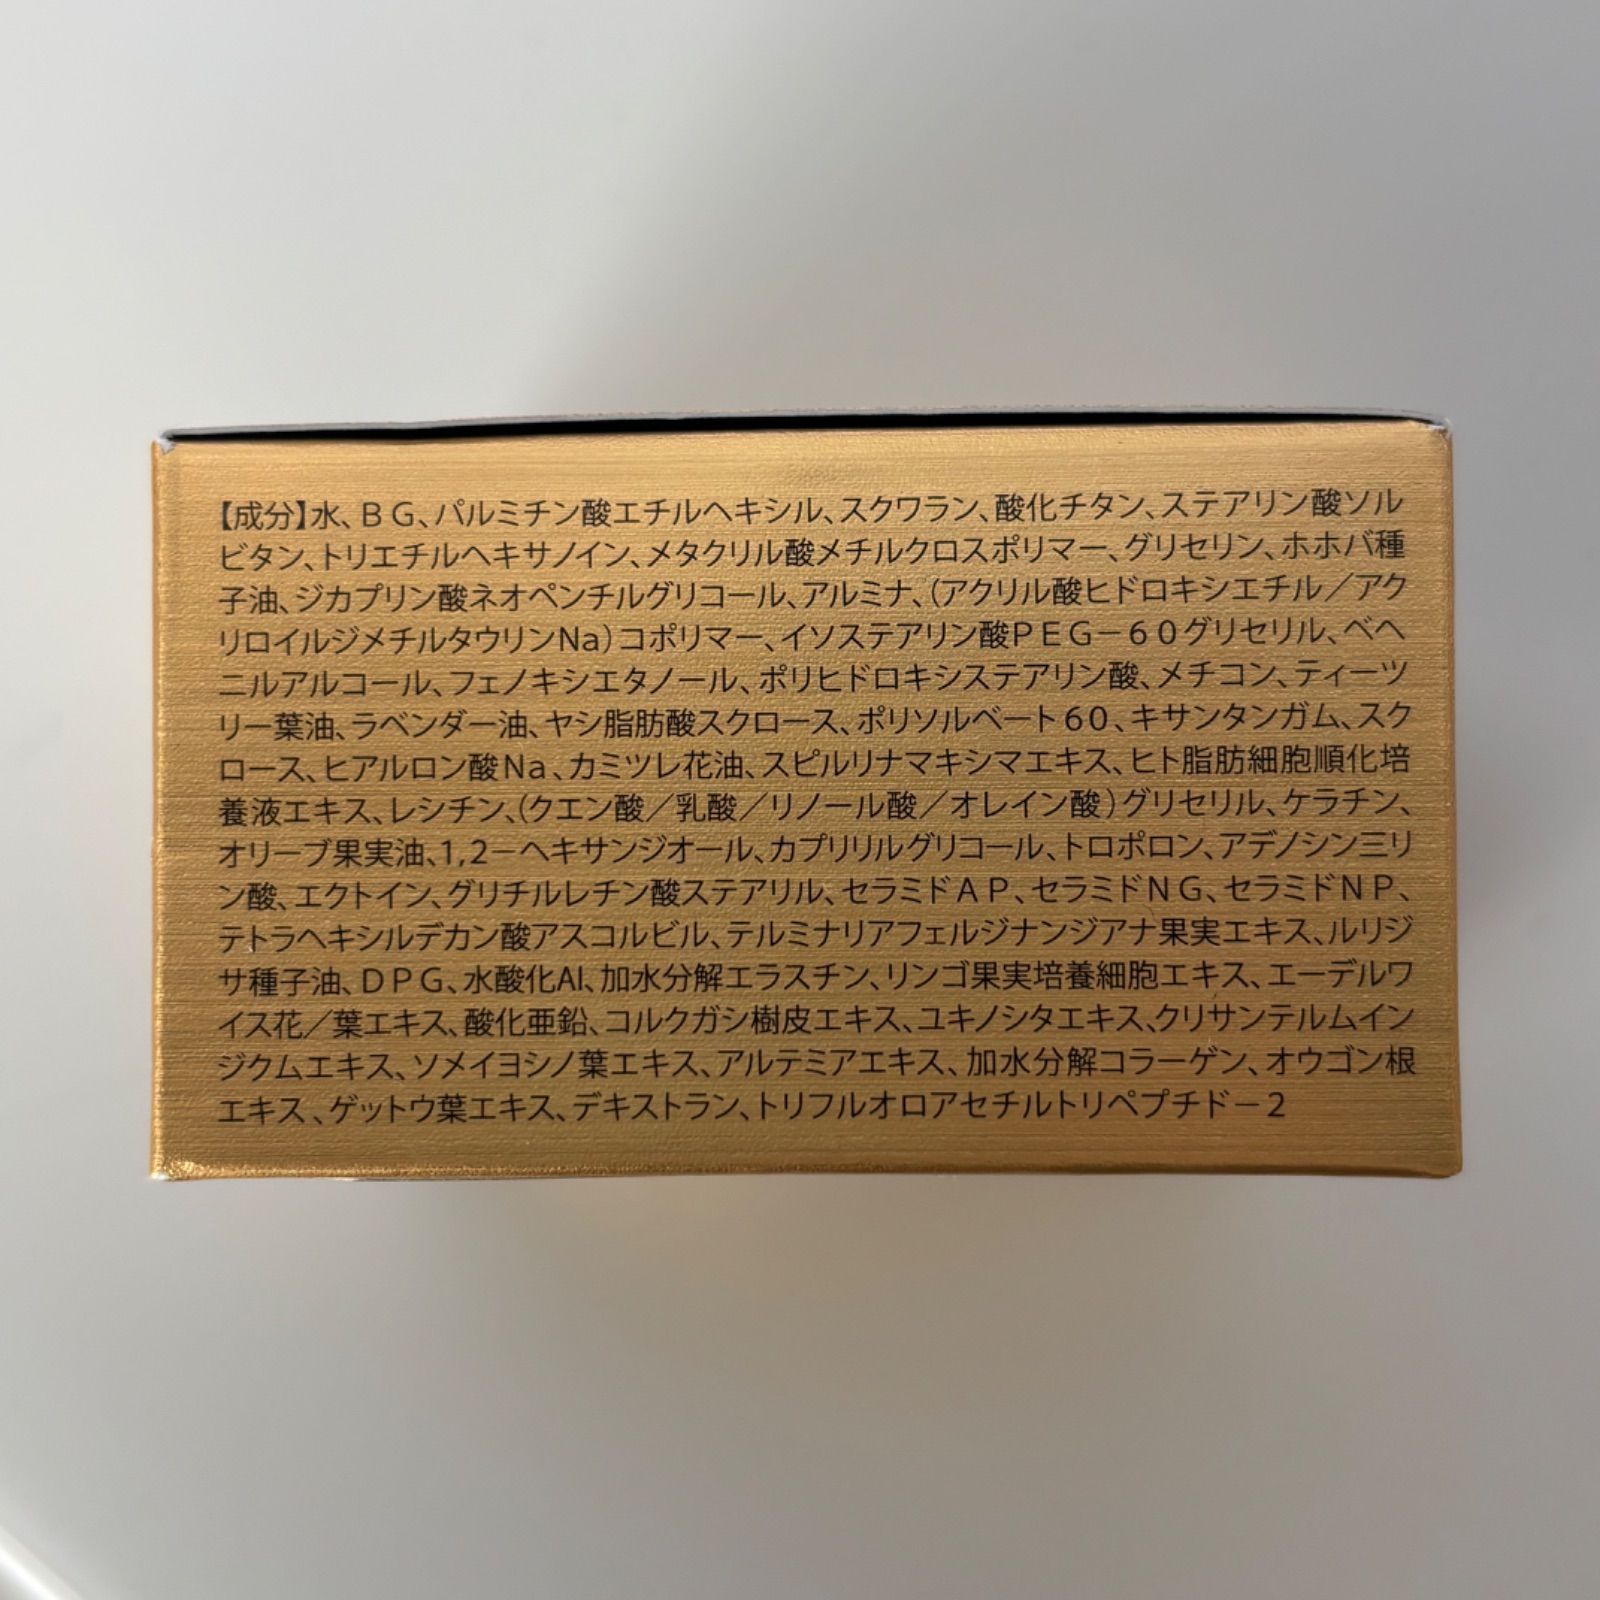 【成分】水、ＢＧ、パルミチン酸エチルヘキシル、スクワラン、酸化チタン、ステアリン酸ソル
ビタン、トリエチルヘキサノイン、メタクリル酸メチルクロスポリマー、グリセリン、ホホバ種
子油、ジカプリン酸ネオペンチルグリコール、アルミナ、（アクリル酸ヒドロキシエチル／アク
リロイルジメチルタウリンNa）コポリマー、イソステアリン酸ＰＥＧ－６０グリセリル、ベヘ
ニルアルコール、フェノキシエタノール、ポリヒドロキシステアリン酸、メチコン、ティーツ
リー葉油、ラベンダー油、ヤシ脂肪酸スクロース、ポリソルベート６０、キサンタンガム、スク
ロース、ヒアルロン酸Ｎａ、カミツレ花油、スピルリナマキシマエキス、ヒト脂肪細胞順化培
養液エキス、レシチン、（クエン酸／乳酸／リノール酸／オレイン酸）グリセリル、ケラチン、
オリーブ果実油、1,2－ヘキサンジオール、カプリリルグリコール、トロポロン、アデノシン三リ
ン酸、エクトイン、グリチルレチン酸ステアリル、セラミドＡＰ、セラミドＮＧ、セラミドＮＰ、
テトラヘキシルデカン酸アスコルビル、テルミナリアフェルジナンジアナ果実エキス、ルリジ
サ種子油、ＤＰＧ、水酸化Al、加水分解エラスチン、リンゴ果実培養細胞エキス、エーデルワ
イス花／葉エキス、酸化亜鉛、コルクガシ樹皮エキス、ユキノシタエキス、クリサンテルムイン
ジクムエキス、ソメイヨシノ葉エキス、アルテミアエキス、加水分解コラーゲン、オウゴン根
エキス、ゲットウ葉エキス、デキストラン、トリフルオロアセチルトリペプチド－２